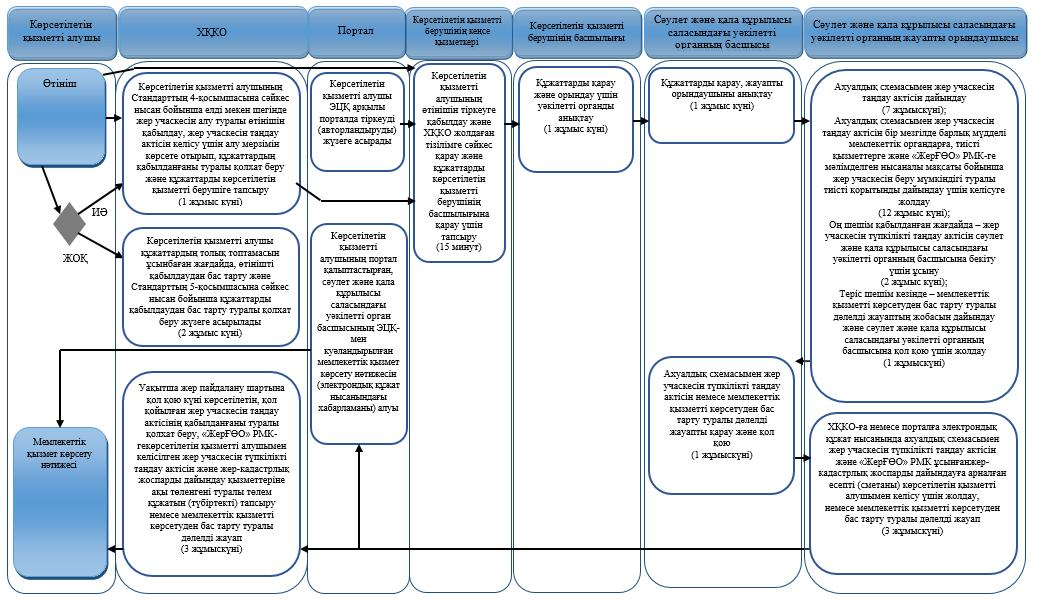 Көрсетілетін
қызметті алушы
ХҚКО
Портал
Көрсетілетін қызметті
берушінің кеңсе
қызметкері
Көрсетілетін қызметті
берушінің басшылығы
Сәулет және қала құрылысы
саласындағы уәкілетті
органның басшысы
Сәулет және қала құрылысы саласындағы
уәкілетті органның жауапты орындаушысы
Өтініш
ИӘ
ЖОҚ
Мемлекеттік
қызмет көрсету
нәтижесі
Көрсетілетін қызметті алушының
Стандарттың 4-қосымшасына сәйкес
нысан бойынша елді мекен шегінде
жер учаскесін алу туралы өтінішін
қабылдау, жер учаскесін таңдау
актісін келісу үшін алу мерзімін
көрсете отырып, құжаттардың
қабылданғаны туралы қолхат беру
және құжаттарды көрсетілетін
қызметті берушіге тапсыру
(1 жұмыс күні)
Көрсетілетін қызметті алушы
құжаттардың толық топтамасын
ұсынбаған жағдайда, өтінішті
қабылдаудан бас тарту және
Стандарттың 5-қосымшасына сәйкес
нысан бойынша құжаттарды
қабылдаудан бас тарту туралы қолхат
беру жүзеге асырылады
(2 жұмыс күні)
Уақытша жер пайдалану шартына
қол қою күні көрсетілетін, қол
қойылған жер учаскесін таңдау
актісінің қабылданғаны туралы
қолхат беру, «ЖерҒӨО» РМК-
гекөрсетілетін қызметті алушымен
келісілген жер учаскесін түпкілікті
таңдау актісін және жер-кадастрлық
жоспарды дайындау қызметтеріне
ақы төленгені туралы төлем
құжатын (түбіртекті) тапсыру
немесе мемлекеттік қызметті
көрсетуден бас тарту туралы
дәлелді жауап
(3 жұмыскүні)
Көрсетілетін
қызметті алушы
ЭЦҚ арқылы
порталда тіркеуді
(авторландыруды)
жүзеге асырады
Көрсетілетін
қызметті
алушының портал
қалыптастырған,
сәулет және қала
құрылысы
саласындағы
уәкілетті орган
басшысының ЭЦҚ-
мен
куәландырылған
мемлекеттік қызмет
көрсету нәтижесін
(электрондық құжат
нысанындағы
хабарламаны) алуы
Көрсетілетін
қызметті
алушының
өтінішін тіркеуге
қабылдау және
ХҚКО жолдаған
тізілімге сәйкес
қарау және
құжаттарды
көрсетілетін
қызметті
берушінің
басшылығына
қарау үшін
тапсыру
(15 минут)
Құжаттарды қарау
және орындау үшін
уәкілетті органды
анықтау
(1 жұмыс күні)
Құжаттарды қарау, жауапты
орындаушыны анықтау
(1 жұмыс күні)
Ахуалдық схемасымен жер
учаскесін түпкілікті таңдау
актісін немесе мемлекеттік
қызметті көрсетуден бас
тарту туралы дәлелді
жауапты қарау және қол
қою
(1 жұмыскүні)
Ахуалдық схемасымен жер учаскесін
таңдау актісін дайындау
(7 жұмыскүні);
Ахуалдық схемасымен жер учаскесін
таңдау актісін бір мезгілде барлық мүдделі
мемлекеттік органдарға, тиісті
қызметтерге және «ЖерҒӨО» РМК-ге
мәлімделген нысаналы мақсаты бойынша
жер учаскесін беру мүмкіндігі туралы
тиісті қорытынды дайындау үшін келісуге
жолдау
(12 жұмыс күні);
Оң шешім қабылданған жағдайда – жер
учаскесін түпкілікті таңдау актісін сәулет
және қала құрылысы саласындағы
уәкілетті органның басшысына бекіту
үшін ұсыну
(2 жұмыс күні);
Теріс шешім кезінде – мемлекеттік
қызметті көрсетуден бас тарту туралы
дәлелді жауаптың жобасын дайындау
және сәулет және қала құрылысы
саласындағы уәкілетті органның
басшысына қол қою үшін жолдау
(1 жұмыс күні)
ХҚКО-ға немесе порталға электрондық
құжат нысанында ахуалдық схемасымен
жер учаскесін түпкілікті таңдау актісін
және «ЖерҒӨО» РМК ұсынғанжер-
кадастрлық жоспарды дайындауға арналған
есепті (сметаны) көрсетілетін қызметті
алушымен келісу үшін жолдау,
немесе мемлекеттік қызметті көрсетуден
бас тарту туралы дәлелді жауап
(3 жұмыскүні)